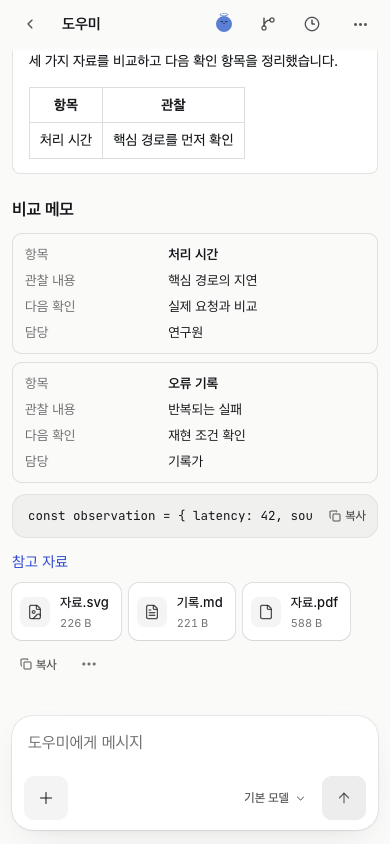 도우미
세 가지 자료를 비교하고 다음 확인 항목을 정리했습니다.
항목 관찰
처리 시간 핵심 경로를 먼저 확인
비교 메모
항목 처리 시간
관찰 내용 핵심 경로의 지연
다음 확인 실제 요청과 비교
담당 연구원
항목 오류 기록
관찰 내용 반복되는 실패
다음 확인 재현 조건 확인
담당 기록가
const observation = { latency: 42, sou 복사
참고 자료
자료.svg 기록.md 자료.pdf
226 B 221 B 588 B
복사
도우미에게 메시지
기본 모델